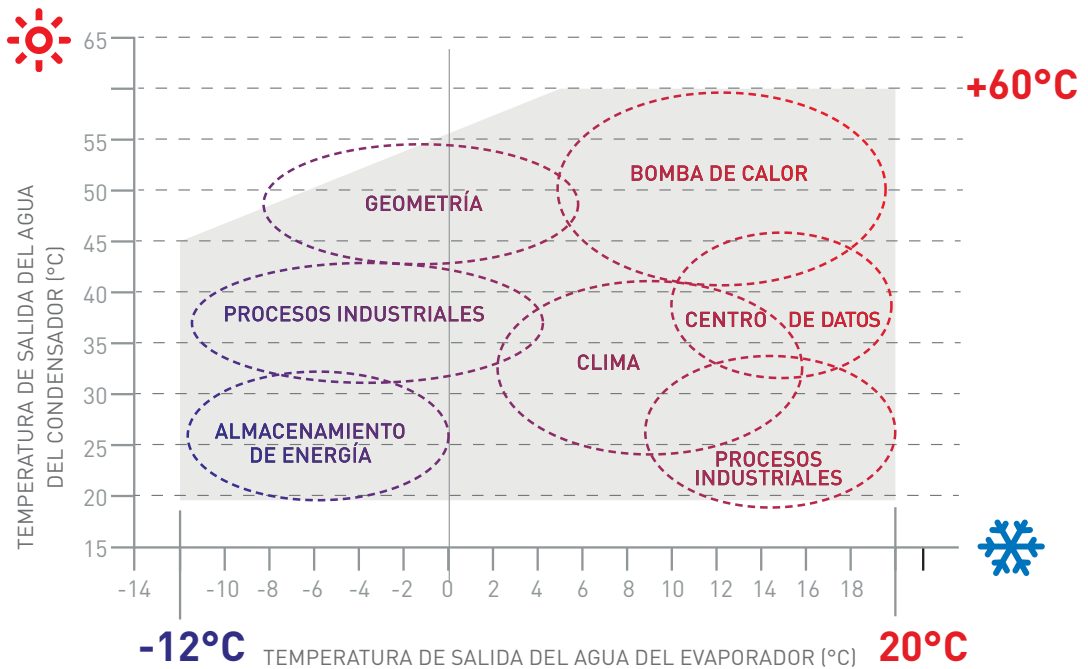 65
+60°C
55
50
45
40
35
30
25
20
15
TEMPERATURA DE SALIDA DEL AGUA
DEL CONDENSADOR (°C)
BOMBA DE CALOR
GEOMETRÍA
PROCESOS INDUSTRIALES
CENTRO DE DATOS
CLIMA
ALMACENAMIENTO
DE ENERGÍA
PROCESOS
INDUSTRIALES
-14 -10 -8 -6 -4 -2 0 2 4 6 8 10 12 14 16 18
-12°C
TEMPERATURA DE SALIDA DEL AGUA DEL EVAPORADOR (°C)
20°C